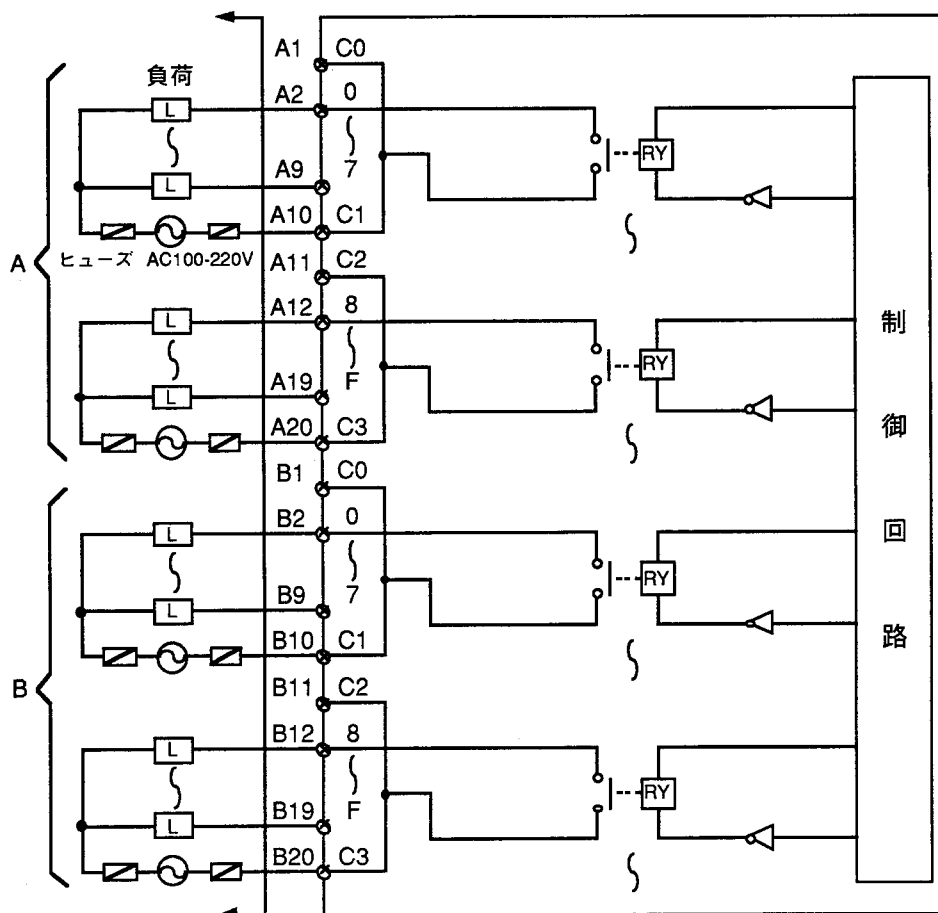 A1 C0
負荷
L A2 0
RY
L A9 7
A10 C1
A ヒューズ AC100-220V A11 C2
L A12 8
RY
L A19 F
A20 C3
B1 C0
L B2 0
RY
L B9 7
B10 C1
B
B11 C2
L B12 8
RY
L B19 F
B20 C3
制
御
回
路